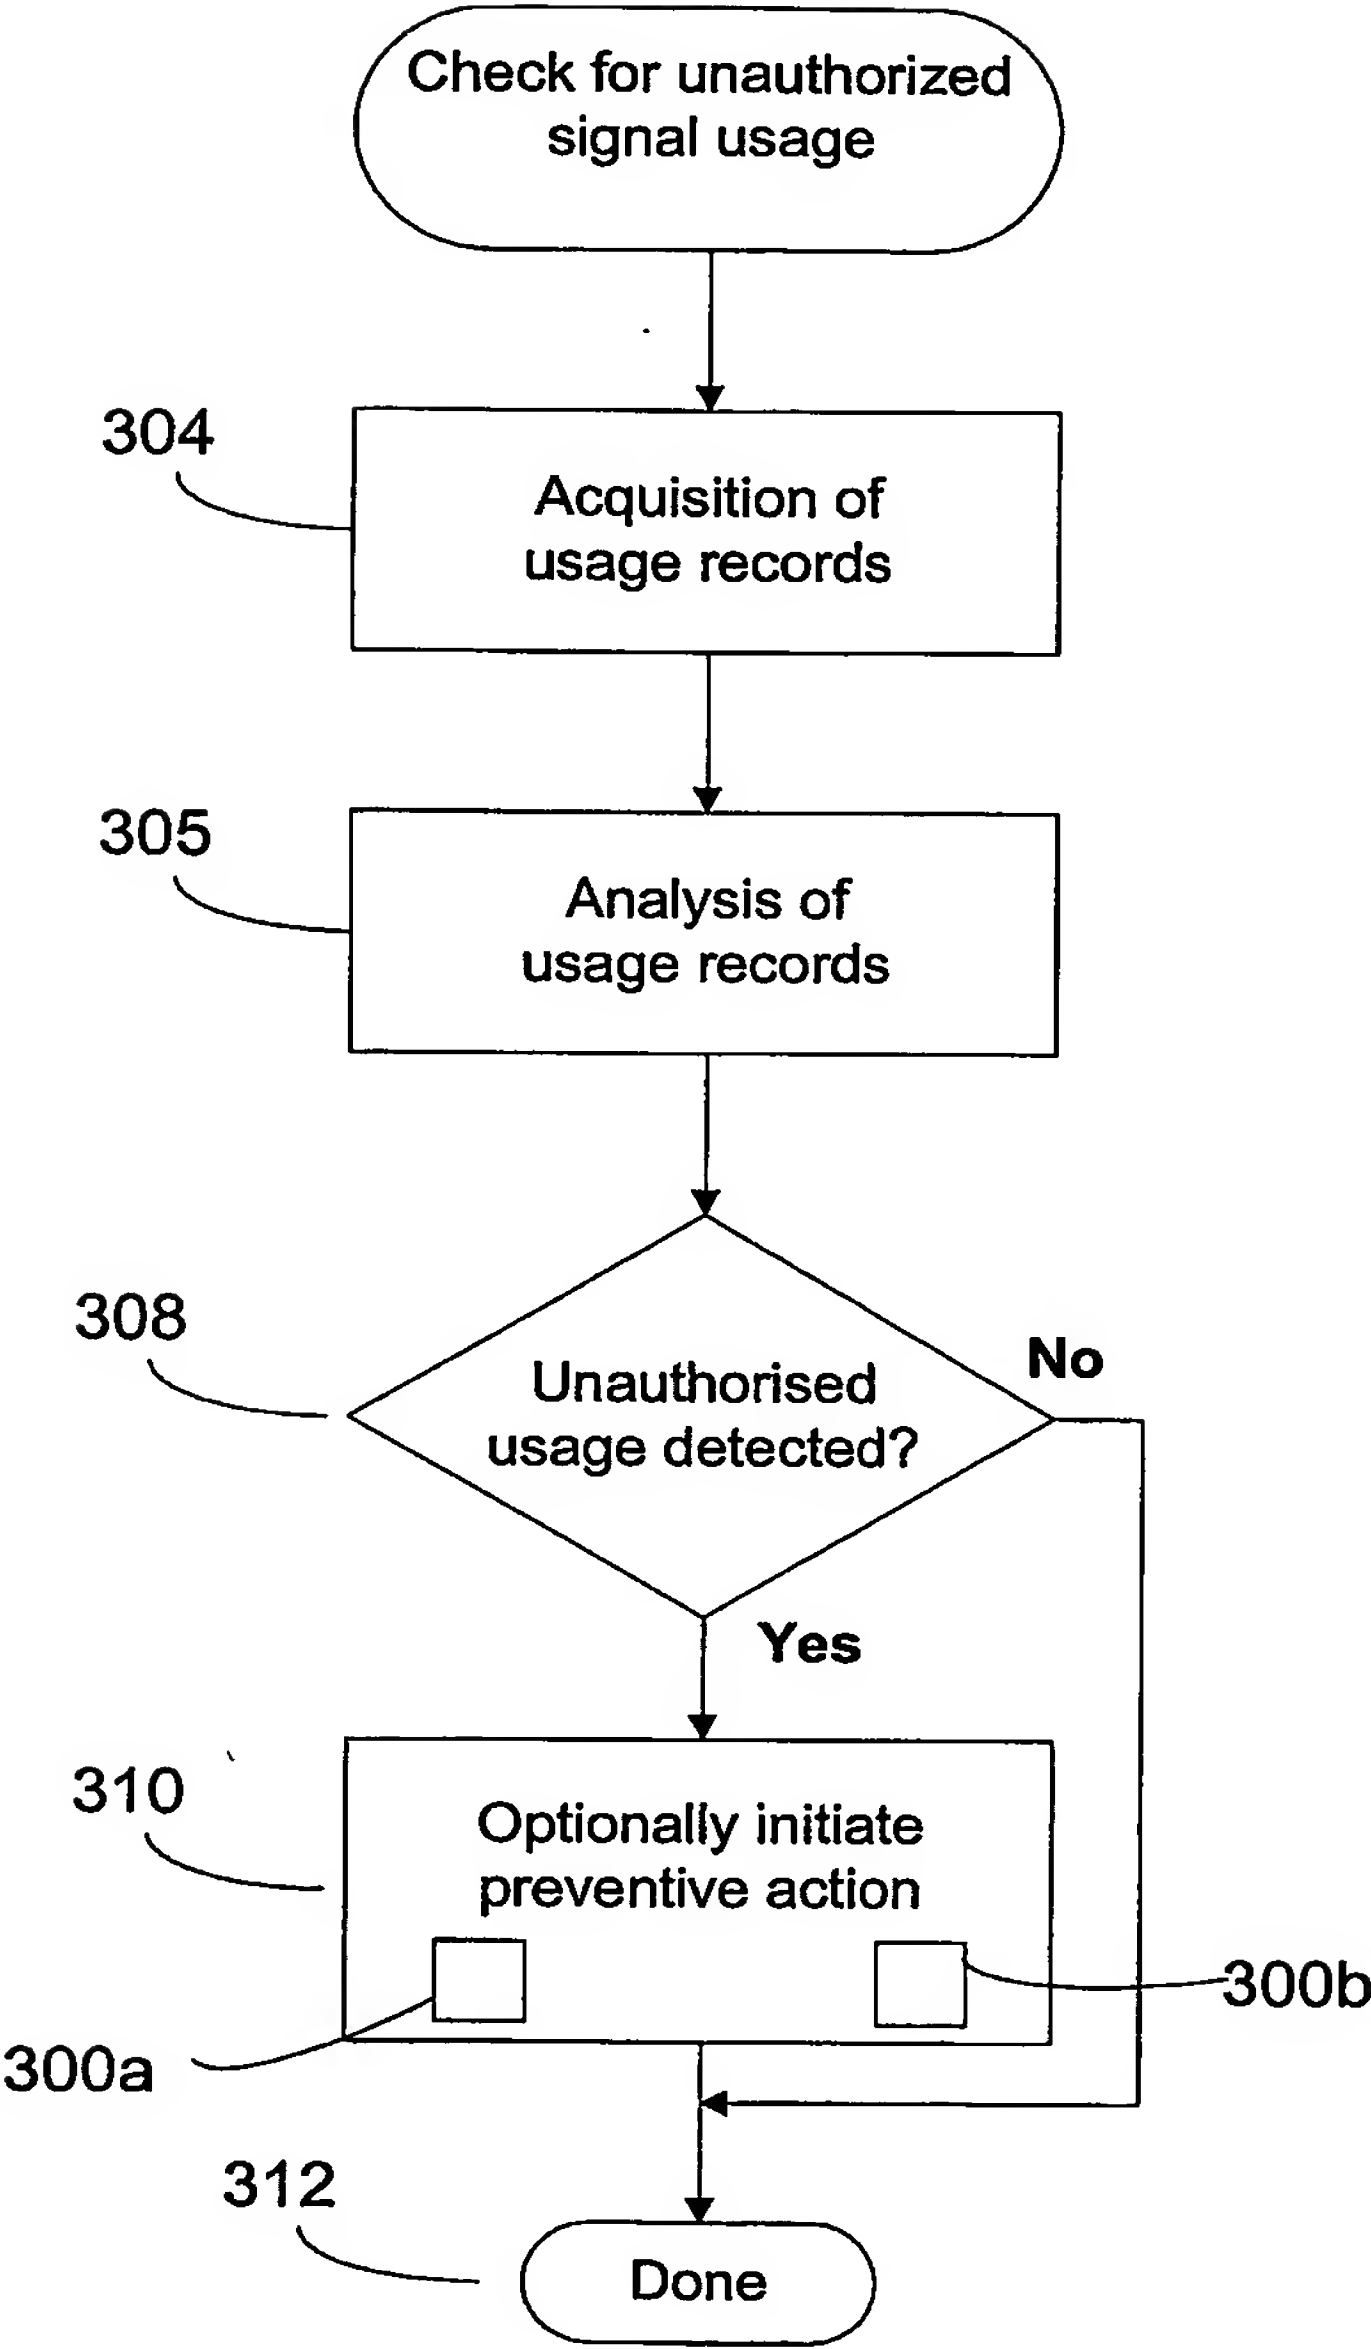 Check for unauthorized
signal usage
304
Acquisition of
usage records
305
Analysis of
usage records
308
Unauthorised
usage detected?
No
Yes
310
Optionally initiate
preventive action
300a
300b
312
Done